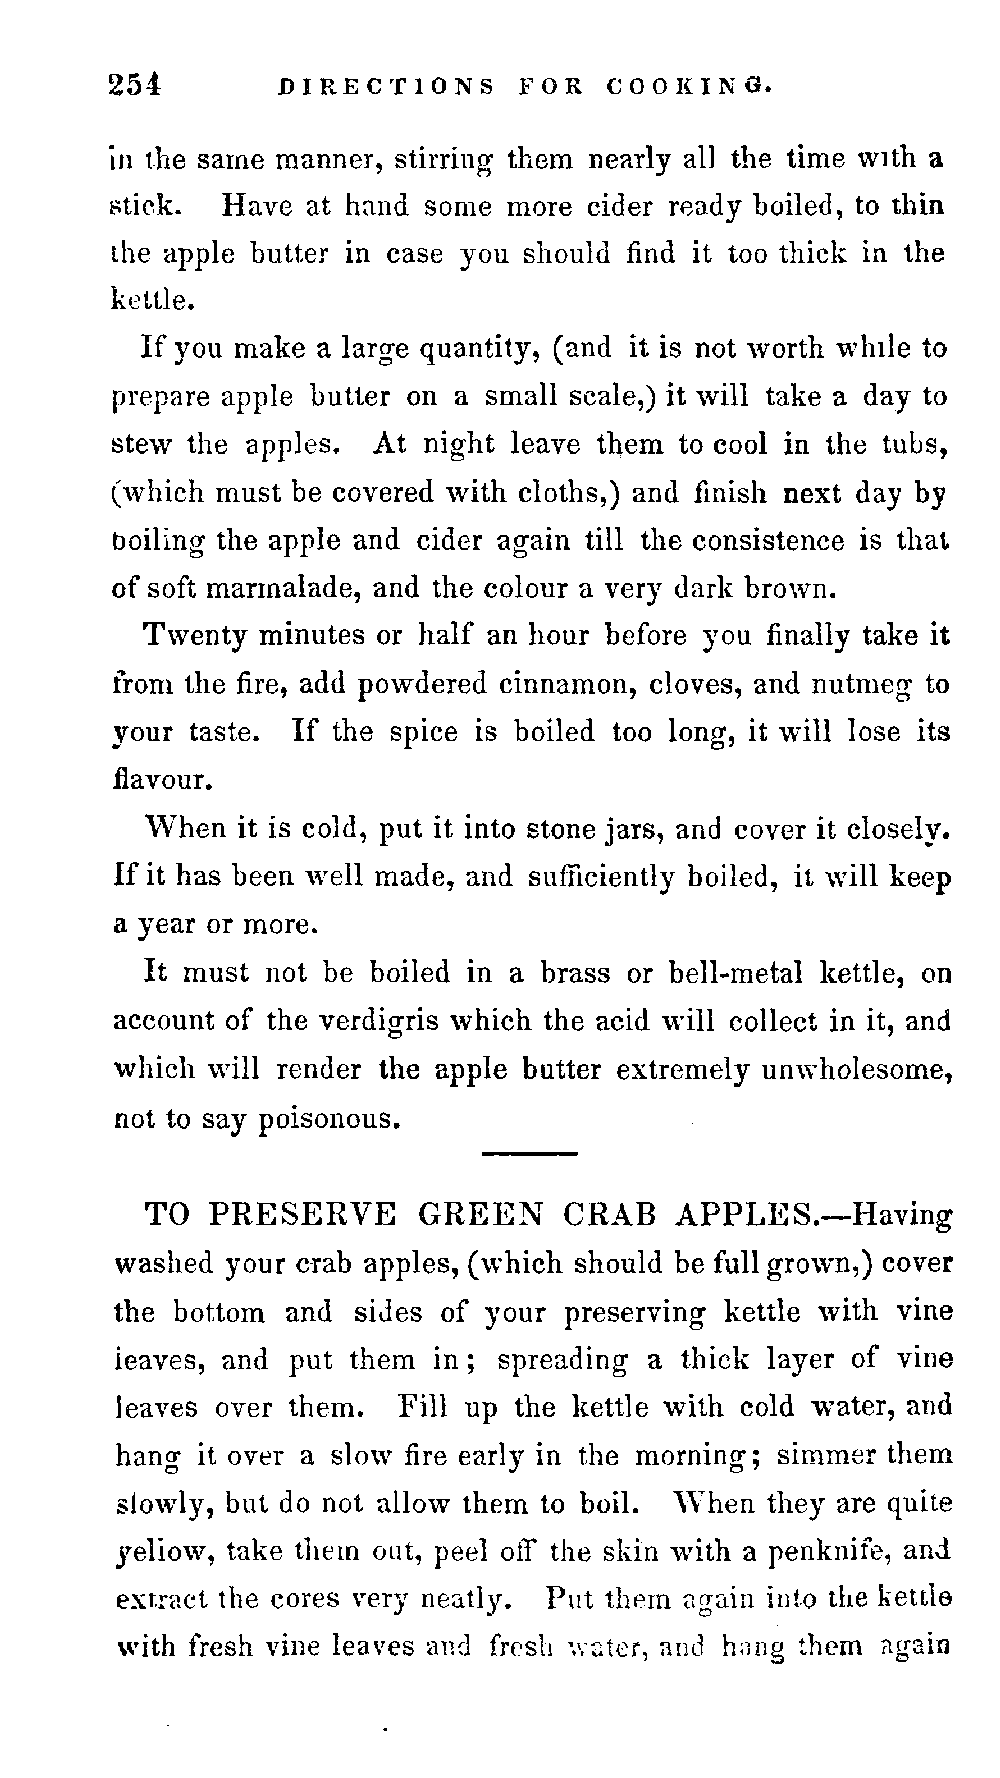 254 DIRECTIONS FOR COOKING.
in the same manner, stirring them nearly all the time with a
stick. Have at hand some more cider ready boiled, to thin
the apple butter in case you should find it too thick in the
kettle.
If you make a large quantity, (and it is not worth while to
prepare apple butter on a small scale,) it will take a day to
stew the apples. At night leave them to cool in the tubs,
(which must be covered with cloths,) and finish next day by
boiling the apple and cider again till the consistence is that
of soft marmalade, and the colour a very dark brown.
Twenty minutes or half an hour before you finally take it
from the fire, add powdered cinnamon, cloves, and nutmeg to
your taste. If the spice is boiled too long, it will lose its
flavour.
When it is cold, put it into stone jars, and cover it closely.
If it has been well made, and sufficiently boiled, it will keep
a year or more.
It must not be boiled in a brass or bell-metal kettle, on
account of the verdigris which the acid will collect in it, and
which will render the apple butter extremely unwholesome,
not to say poisonous.
TO PRESERVE GREEN CRAB APPLES.—Having
washed your crab apples, (which should be full grown,) cover
the bottom and sides of your preserving kettle with vine
leaves, and put them in; spreading a thick layer of vine
leaves over them. Fill up the kettle with cold water, and
hang it over a slow fire early in the morning; simmer them
slowly, but do not allow them to boil. When they are quite
yellow, take them out, peel off the skin with a penknife, and
extract the cores very neatly. Put them again into the kettle
with fresh vine leaves and fresh water, and hang them again